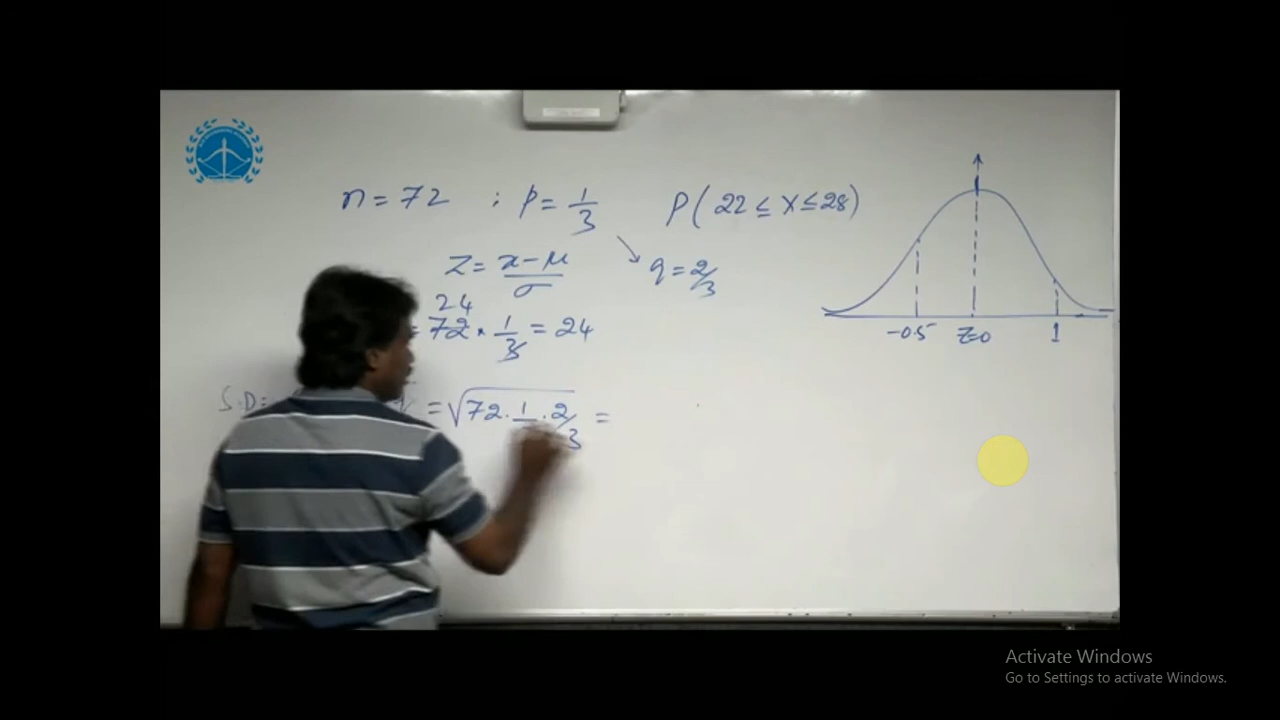 n = 72 ; p = 1/3 P( 22 ≤ X ≤ 28)
Z = x - μ / σ q = 2/3
24
= 72 × 1/3 = 24
-0.5 Z=0 1
S.D = = √72 . 1 . 2/3 =
Activate Windows
Go to Settings to activate Windows.